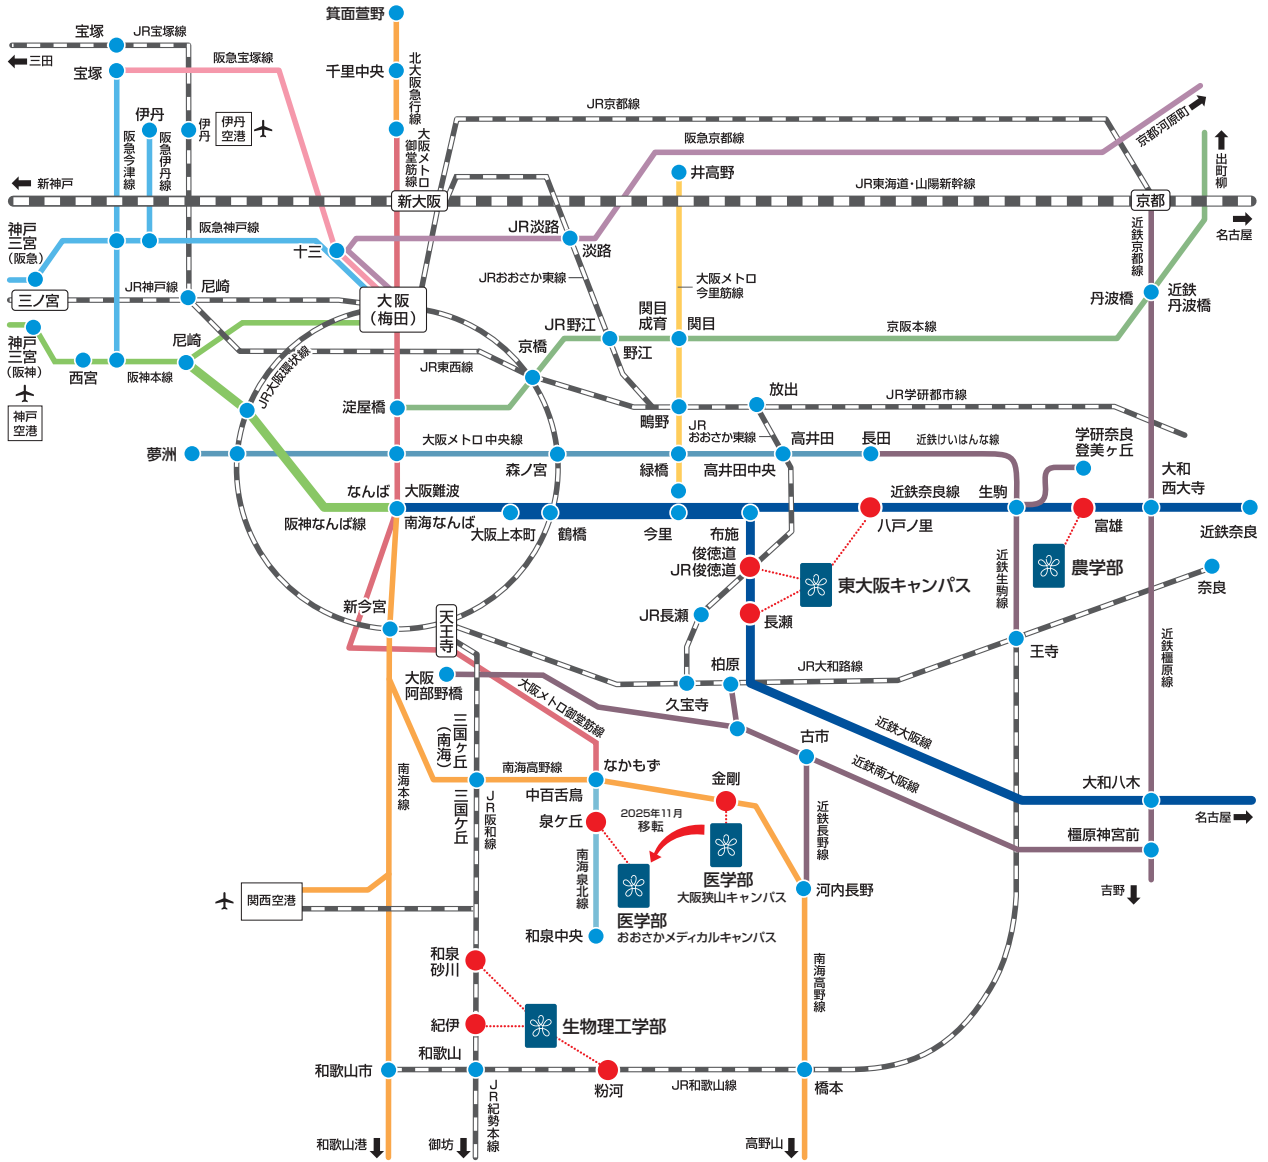 箕面萱野
宝塚
JR宝塚線
三田
宝塚
阪急宝塚線
千里中央
北大阪急行線
JR京都線
伊丹
伊丹
伊丹
空港
阪急今津線
阪急伊丹線
大阪メトロ
御堂筋線
阪急京都線
京都河原町
出町柳
井高野
新神戸
新大阪
JR東海道・山陽新幹線
京都
名古屋
神戸
三宮
(阪急)
阪急神戸線
十三
JR淡路
淡路
近鉄京都線
JRおおさか東線
大阪メトロ
今里筋線
三ノ宮
JR神戸線
尼崎
大阪
(梅田)
丹波橋
近鉄
丹波橋
関目
成育
関目
JR野江
野江
京阪本線
神戸
三宮
(阪神)
尼崎
京橋
西宮
阪神本線
JR大阪環状線
JR東西線
神戸
空港
淀屋橋
鴫野
放出
JR学研都市線
JR
おおさか東線
夢洲
大阪メトロ中央線
森ノ宮
緑橋
高井田
高井田中央
長田
近鉄けいはんな線
学研奈良
登美ヶ丘
大和
西大寺
なんば
大阪難波
南海なんば
阪神なんば線
大阪上本町
鶴橋
今里
布施
近鉄奈良線
八戸ノ里
生駒
富雄
近鉄奈良
俊徳道
JR俊徳道
東大阪キャンパス
農学部
奈良
近鉄生駒線
新今宮
天王寺
JR長瀬
長瀬
王寺
近鉄橿原線
大阪
阿部野橋
柏原
JR大和路線
久宝寺
大阪メトロ御堂筋線
三国ヶ丘
(南海)
古市
近鉄大阪線
南海本線
南海高野線
なかもず
金剛
近鉄南大阪線
大和八木
三国ケ丘
JR阪和線
中百舌鳥
泉ケ丘
2025年11月
移転
近鉄長野線
名古屋
橿原神宮前
南海泉北線
医学部
大阪狭山キャンパス
河内長野
吉野
関西空港
医学部
おおさかメディカルキャンパス
和泉中央
和泉
砂川
南海高野線
紀伊
生物理工学部
和歌山
和歌山市
粉河
JR和歌山線
橋本
JR紀勢本線
和歌山港
御坊
高野山